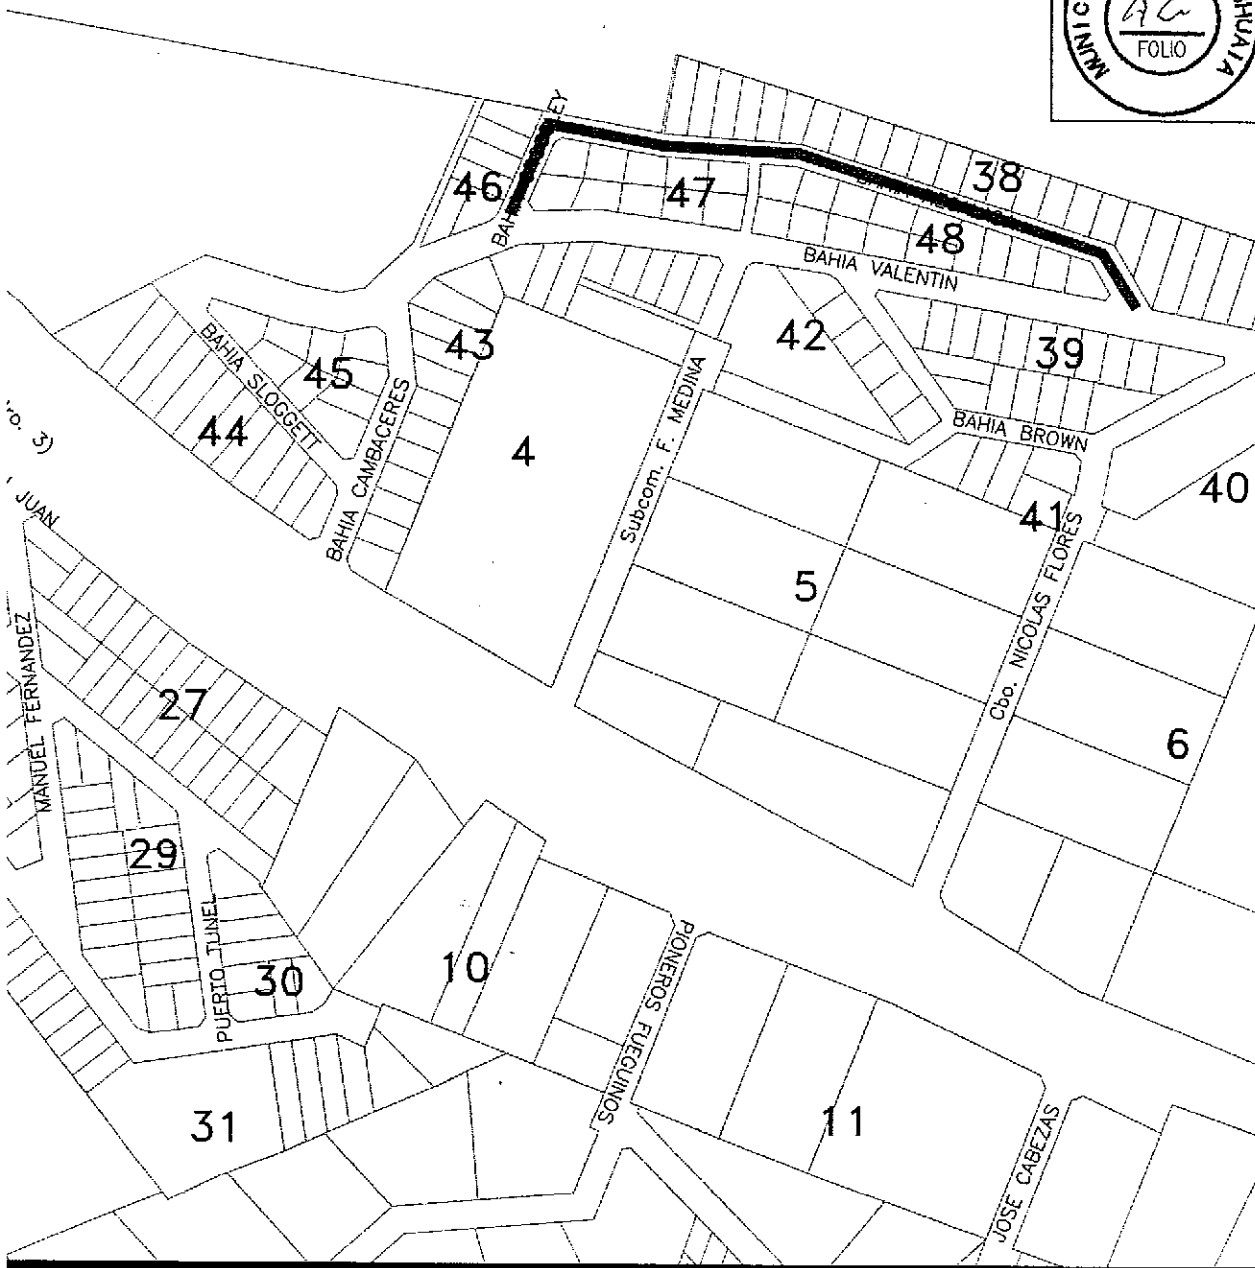 FOLIO
38
46
47
48
BAHIA VALENTIN
42
43
39
BAHIA SLOGGETT
45
44
BAHIA CAMBACERES
4
Subcom. F. MEDINA
BAHIA BROWN
40
41
ro. 3)
JUAN
5
Cbo. NICOLAS FLORES
MANUEL FERNANDEZ
27
6
29
PUERTO TUNEL
30
10
PIONEROS FUEGUINOS
31
11
JOSE CABEZAS